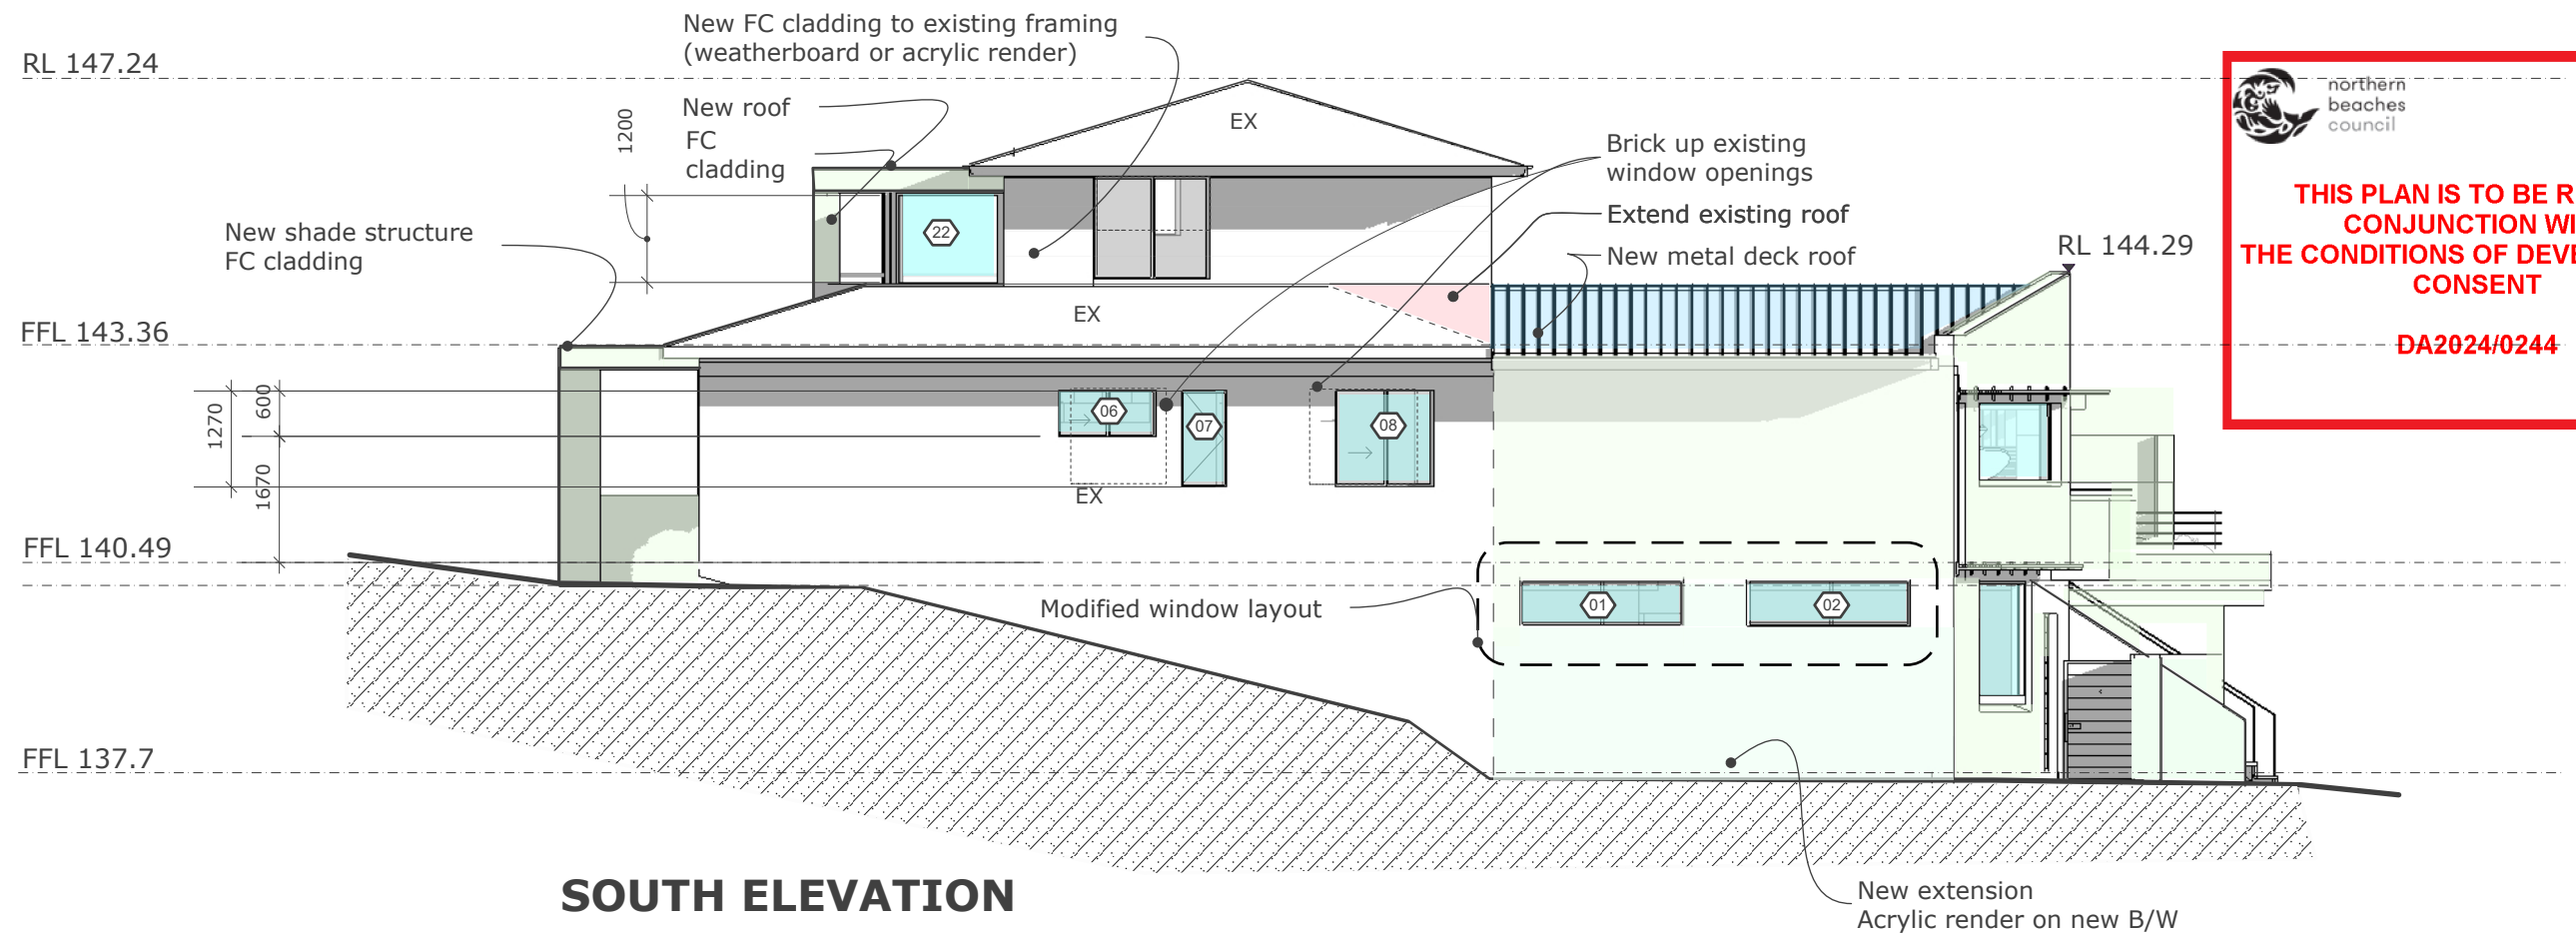 New FC cladding to existing framing
(weatherboard or acrylic render)
RL 147.24
northern
beaches
council
New roof
FC
cladding
1200
EX
Brick up existing
window openings
THIS PLAN IS TO BE R
CONJUNCTION WI
THE CONDITIONS OF DEVE
CONSENT
DA2024/0244
New shade structure
FC cladding
22
Extend existing roof
New metal deck roof
RL 144.29
EX
FFL 143.36
600
1270
1670
06
07
08
EX
FFL 140.49
Modified window layout
01
02
FFL 137.7
SOUTH ELEVATION
New extension
Acrylic render on new B/W